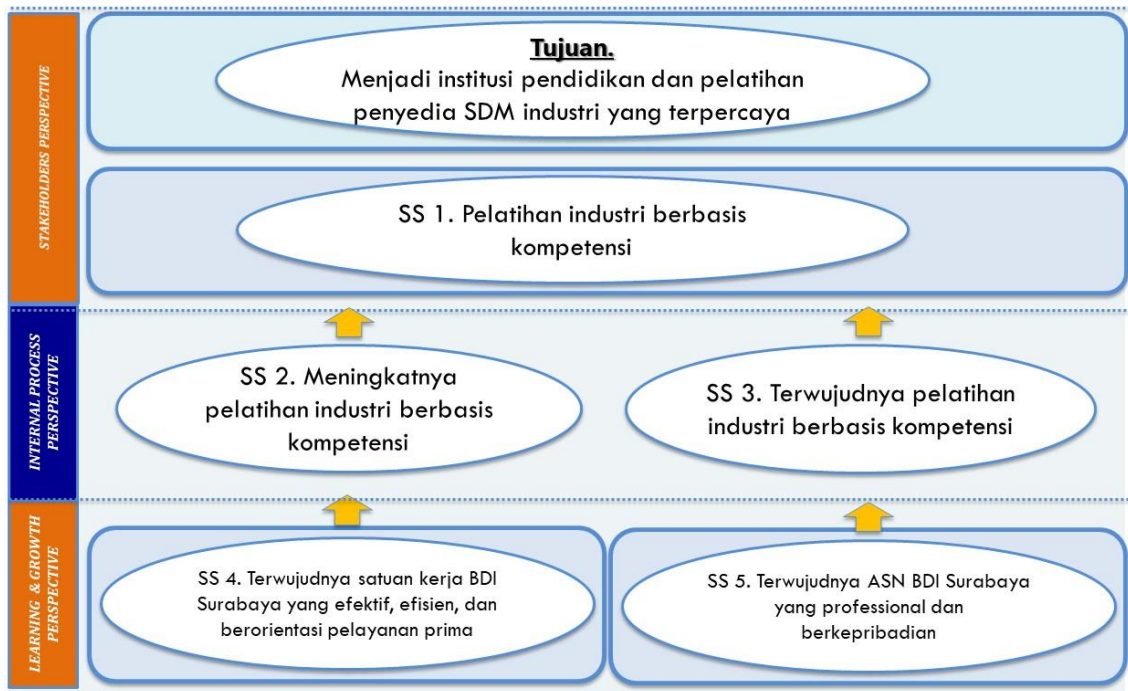 STAKEHOLDERS PERSPECTIVE
Tujuan.
Menjadi institusi pendidikan dan pelatihan
penyedia SDM industri yang terpercaya
SS 1. Pelatihan industri berbasis
kompetensi
INTERNAL PROCESS
PERSPECTIVE
SS 2. Meningkatnya
pelatihan industri berbasis
kompetensi
SS 3. Terwujudnya pelatihan
industri berbasis kompetensi
LEARNING & GROWTH
PERSPECTIVE
SS 4. Terwujudnya satuan kerja BDI
Surabaya yang efektif, efisien, dan
berorientasi pelayanan prima
SS 5. Terwujudnya ASN BDI Surabaya
yang professional dan
berkepribadian